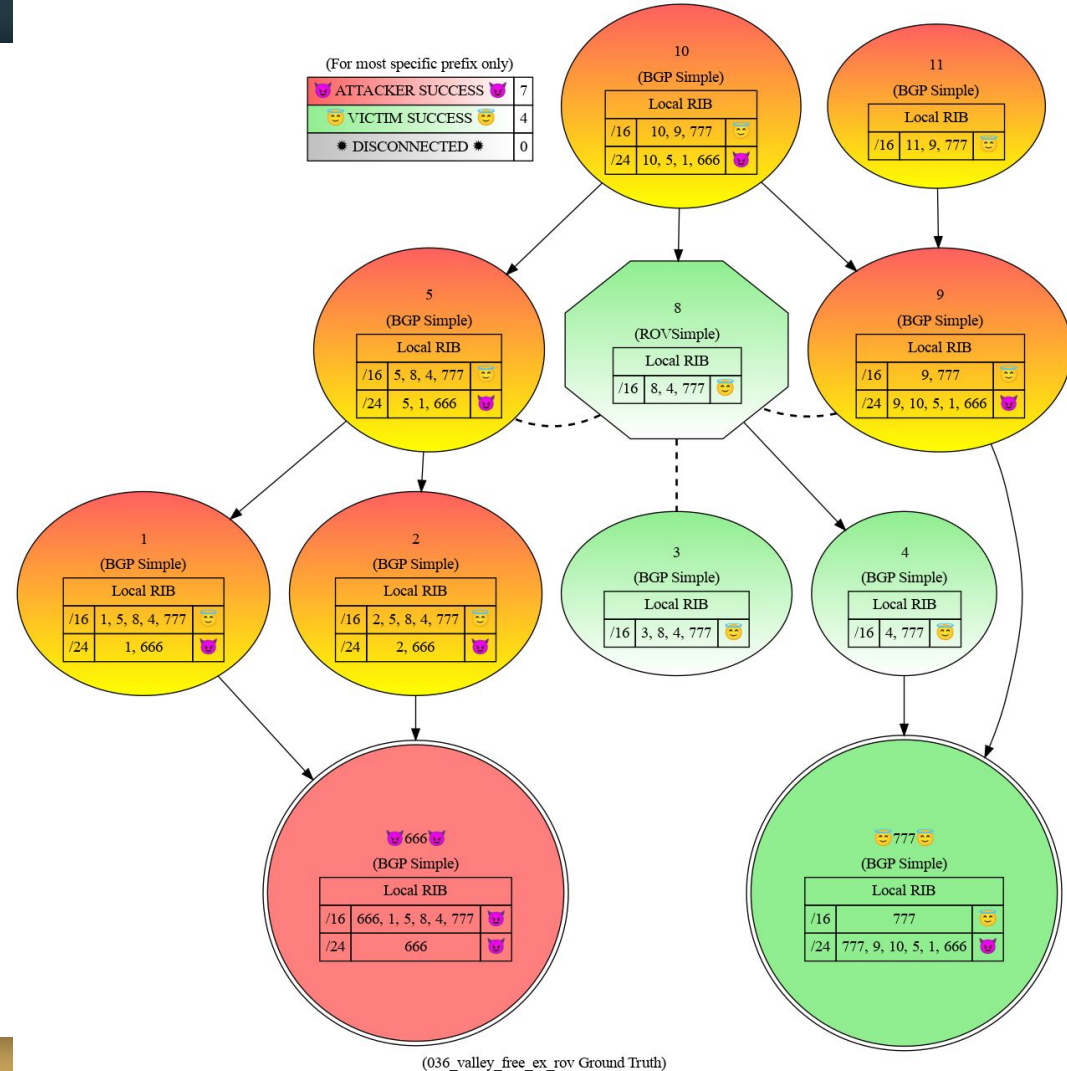 (For most specific prefix only)
😈 ATTACKER SUCCESS 😈 7
😇 VICTIM SUCCESS 😇 4
✹ DISCONNECTED ✹ 0
10
(BGP Simple)
Local RIB
/16 10, 9, 777 😇
/24 10, 5, 1, 666 😈
11
(BGP Simple)
Local RIB
/16 11, 9, 777 😇
5
(BGP Simple)
Local RIB
/16 5, 8, 4, 777 😇
/24 5, 1, 666 😈
8
(ROVSimple)
Local RIB
/16 8, 4, 777 😇
9
(BGP Simple)
Local RIB
/16 9, 777 😇
/24 9, 10, 5, 1, 666 😈
1
(BGP Simple)
Local RIB
/16 1, 5, 8, 4, 777 😇
/24 1, 666 😈
2
(BGP Simple)
Local RIB
/16 2, 5, 8, 4, 777 😇
/24 2, 666 😈
3
(BGP Simple)
Local RIB
/16 3, 8, 4, 777 😇
4
(BGP Simple)
Local RIB
/16 4, 777 😇
😈666😈
(BGP Simple)
Local RIB
/16 666, 1, 5, 8, 4, 777 😈
/24 666 😈
😇777😇
(BGP Simple)
Local RIB
/16 777 😇
/24 777, 9, 10, 5, 1, 666 😈
(036_valley_free_ex_rov Ground Truth)